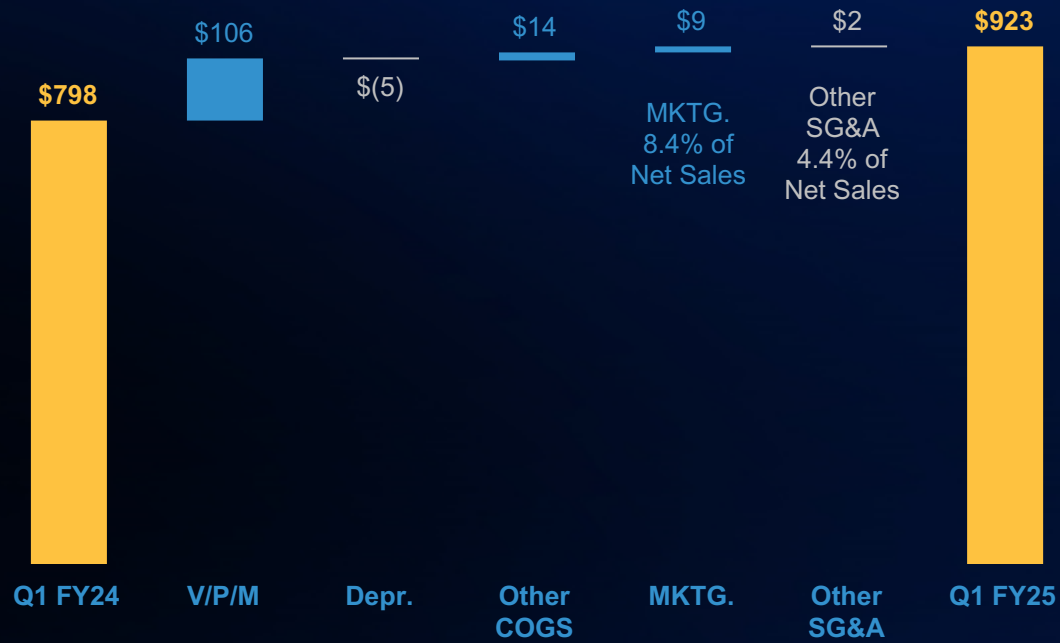 $798
$106
$(5)
$14
$9
MKTG.
8.4% of
Net Sales
$2
Other
SG&A
4.4% of
Net Sales
$923
Q1 FY24
V/P/M
Depr.
Other
COGS
MKTG.
Other
SG&A
Q1 FY25